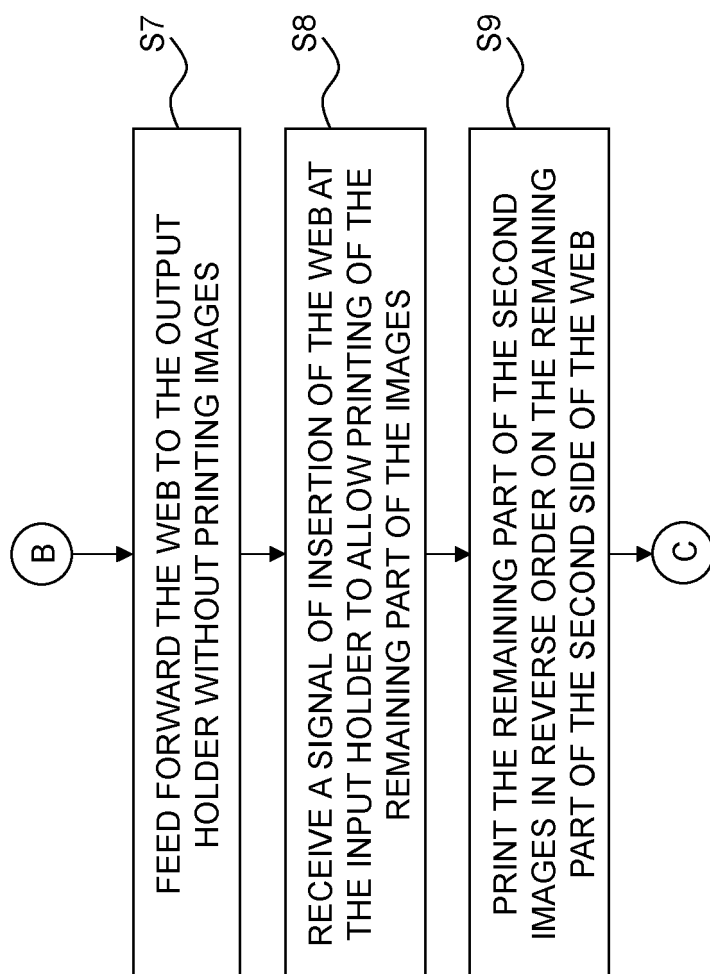 B
FEED FORWARD THE WEB TO THE OUTPUT
HOLDER WITHOUT PRINTING IMAGES
S7
RECEIVE A SIGNAL OF INSERTION OF THE WEB AT
THE INPUT HOLDER TO ALLOW PRINTING OF THE
REMAINING PART OF THE IMAGES
S8
PRINT THE REMAINING PART OF THE SECOND
IMAGES IN REVERSE ORDER ON THE REMAINING
PART OF THE SECOND SIDE OF THE WEB
S9
C